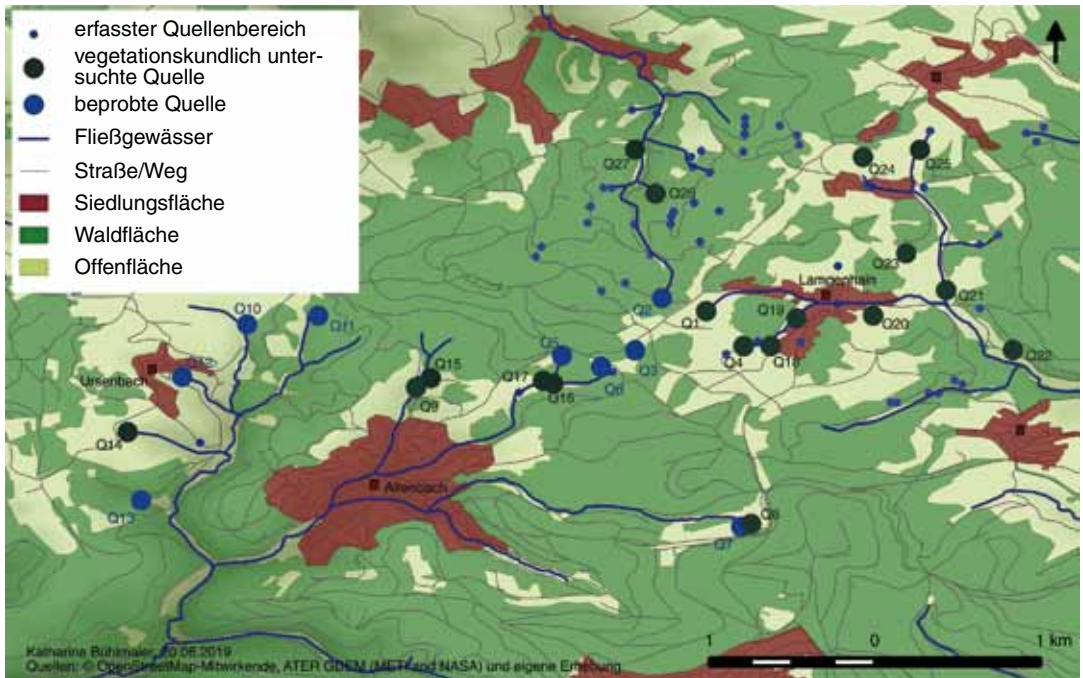 erfasster Quellenbereich
vegetationskundlich unter-
suchte Quelle
beprobte Quelle
Fließgewässer
Straße/Weg
Siedlungsfläche
Waldfläche
Offenfläche
Q27
Q26
Q24
Q25
Q23
Q2
Q1
Lampenhain
Q19
Q20
Q21
Q22
Q4
Q18
Q10
Q11
Q12
Ursenbach
Q14
Q13
Q15
Q9
Q5
Q17
Q16
Q6
Q3
Altenbach
Q8
Q7
1 0 1 km
Katharina Bühlmaier, 20.06.2019
Quellen: © OpenStreetMap-Mitwirkende, ATER GDEM (METI and NASA) und eigene Erhebung